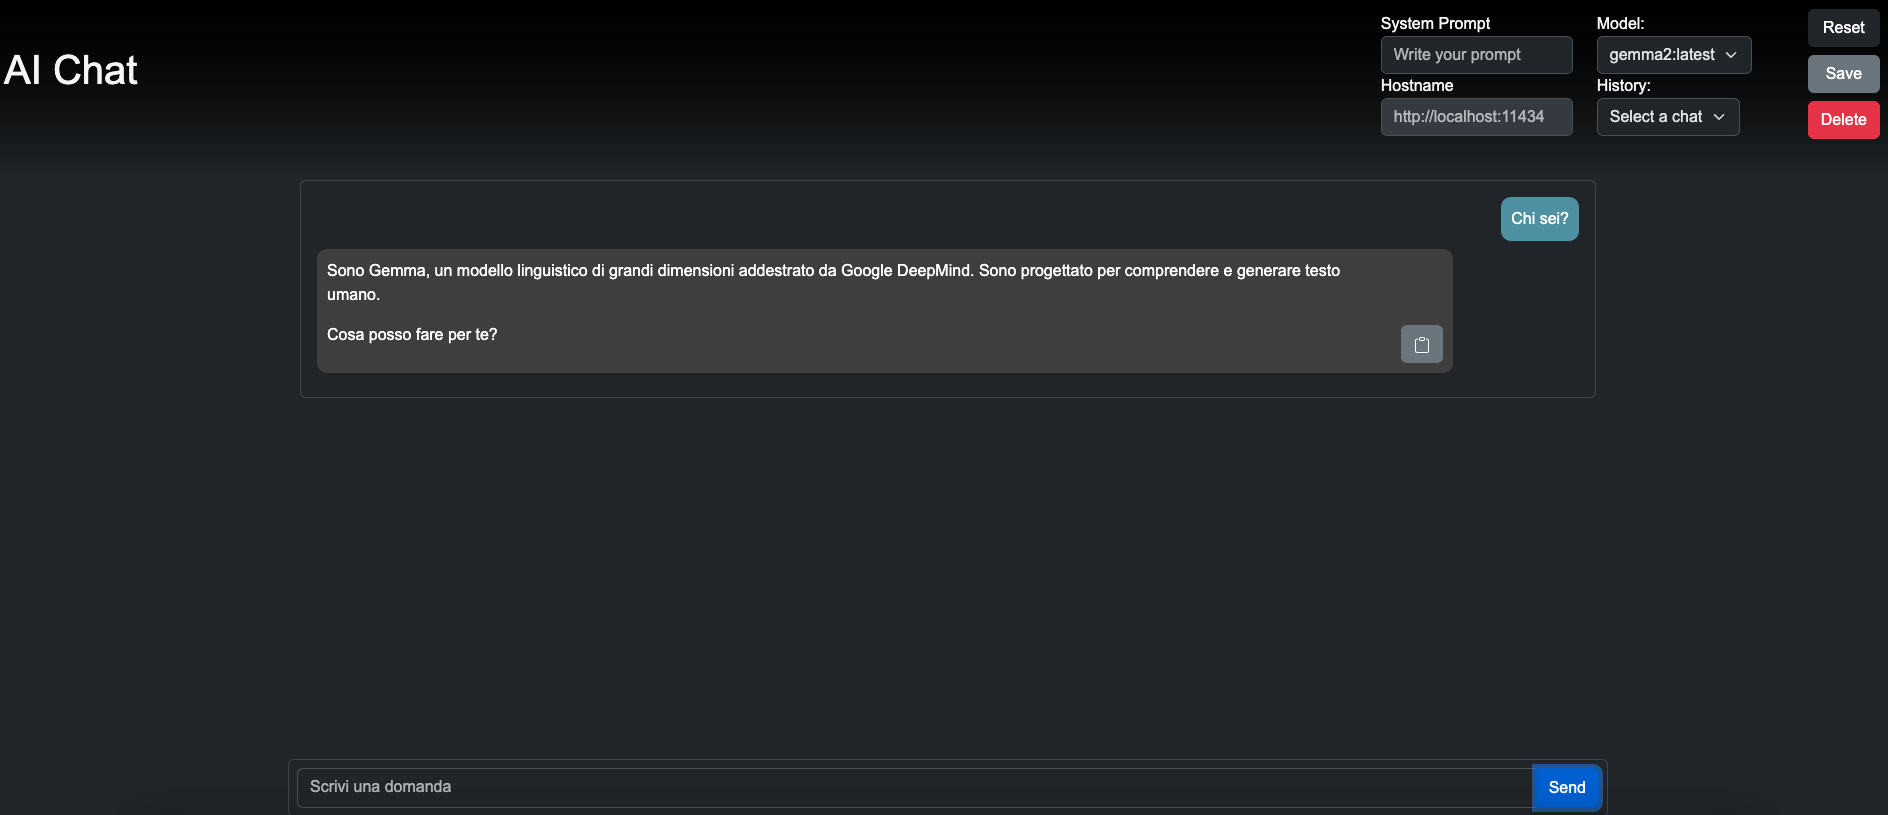 AI Chat
System Prompt
Write your prompt
Hostname
http://localhost:11434
Model:
gemma2:latest
History:
Select a chat
Reset
Save
Delete
Chi sei?
Sono Gemma, un modello linguistico di grandi dimensioni addestrato da Google DeepMind. Sono progettato per comprendere e generare testo
umano.
Cosa posso fare per te?
Scrivi una domanda
Send